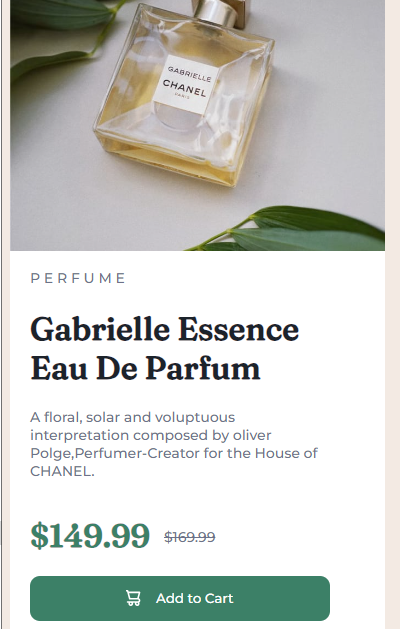 GABRIELLE
CHANEL
PARIS
PERFUME
Gabrielle Essence
Eau De Parfum
A floral, solar and voluptuous
interpretation composed by oliver
Polge,Perfumer-Creator for the House of
CHANEL.
$149.99 $169.99
Add to Cart